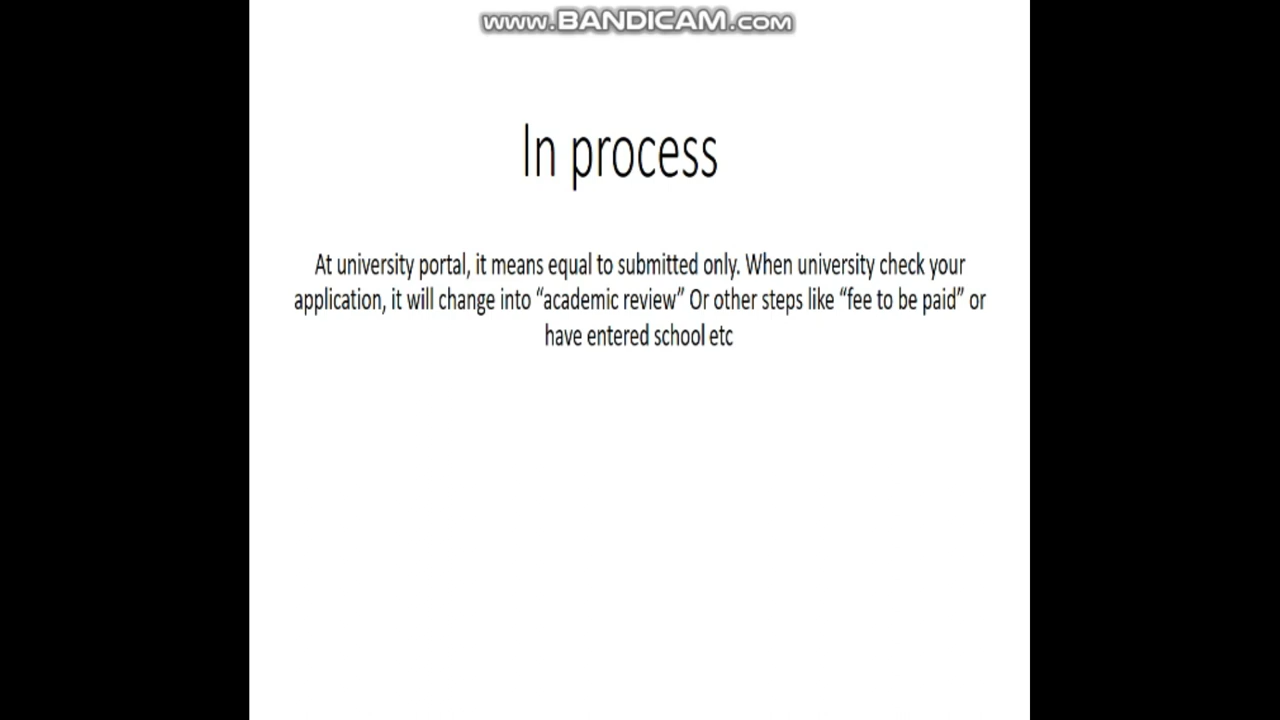 www.BANDICAM.com
In process
At university portal, it means equal to submitted only. When university check your
application, it will change into “academic review” Or other steps like “fee to be paid” or
have entered school etc